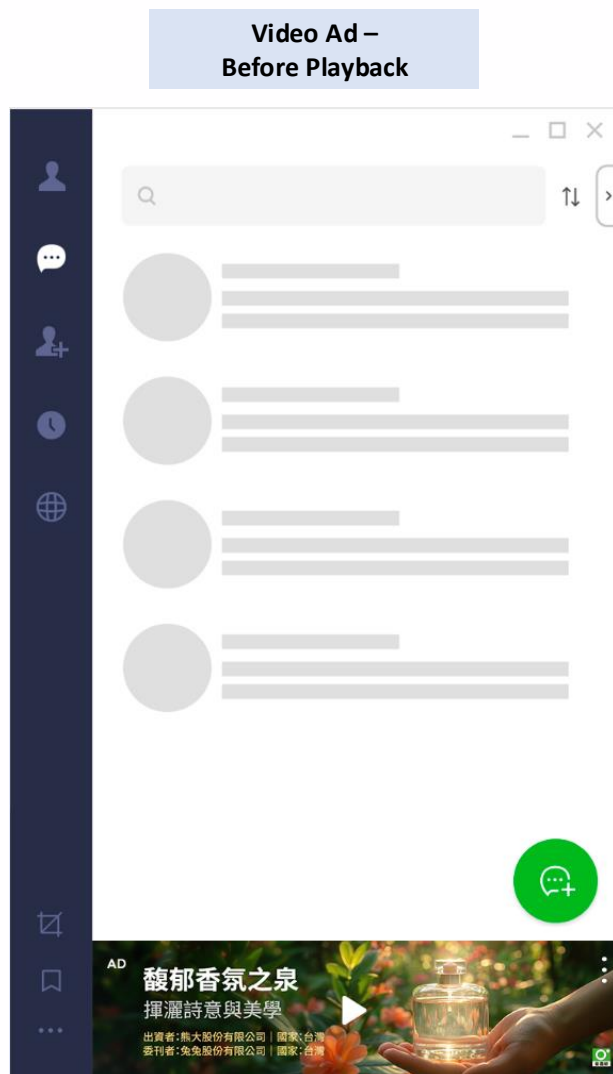 Video Ad –
Before Playback
AD
馥郁香氛之泉
揮灑詩意與美學
出資者:熊大股份有限公司｜國家:台灣
委刊者:兔兔股份有限公司｜國家:台灣